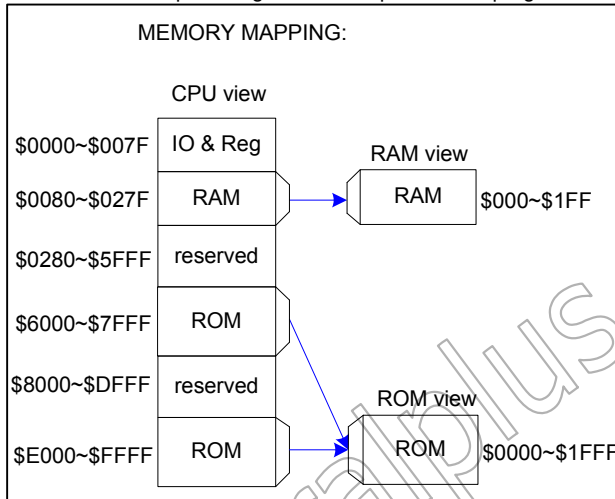 MEMORY MAPPING:
CPU view
$0000~$007F IO & Reg
RAM view
$0080~$027F RAM RAM $000~$1FF
$0280~$5FFF reserved
$6000~$7FFF ROM
$8000~$DFFF reserved
ROM view
$E000~$FFFF ROM ROM $0000~$1FFF
alplus